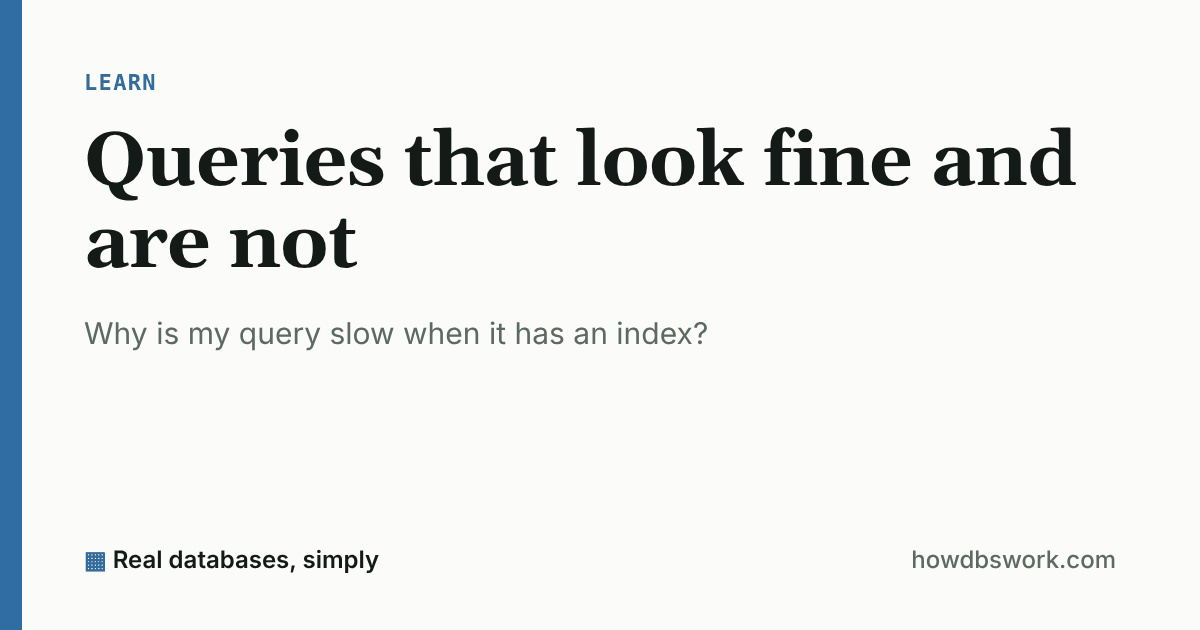 LEARN
Queries that look fine and
are not
Why is my query slow when it has an index?
Real databases, simply
howdbswork.com